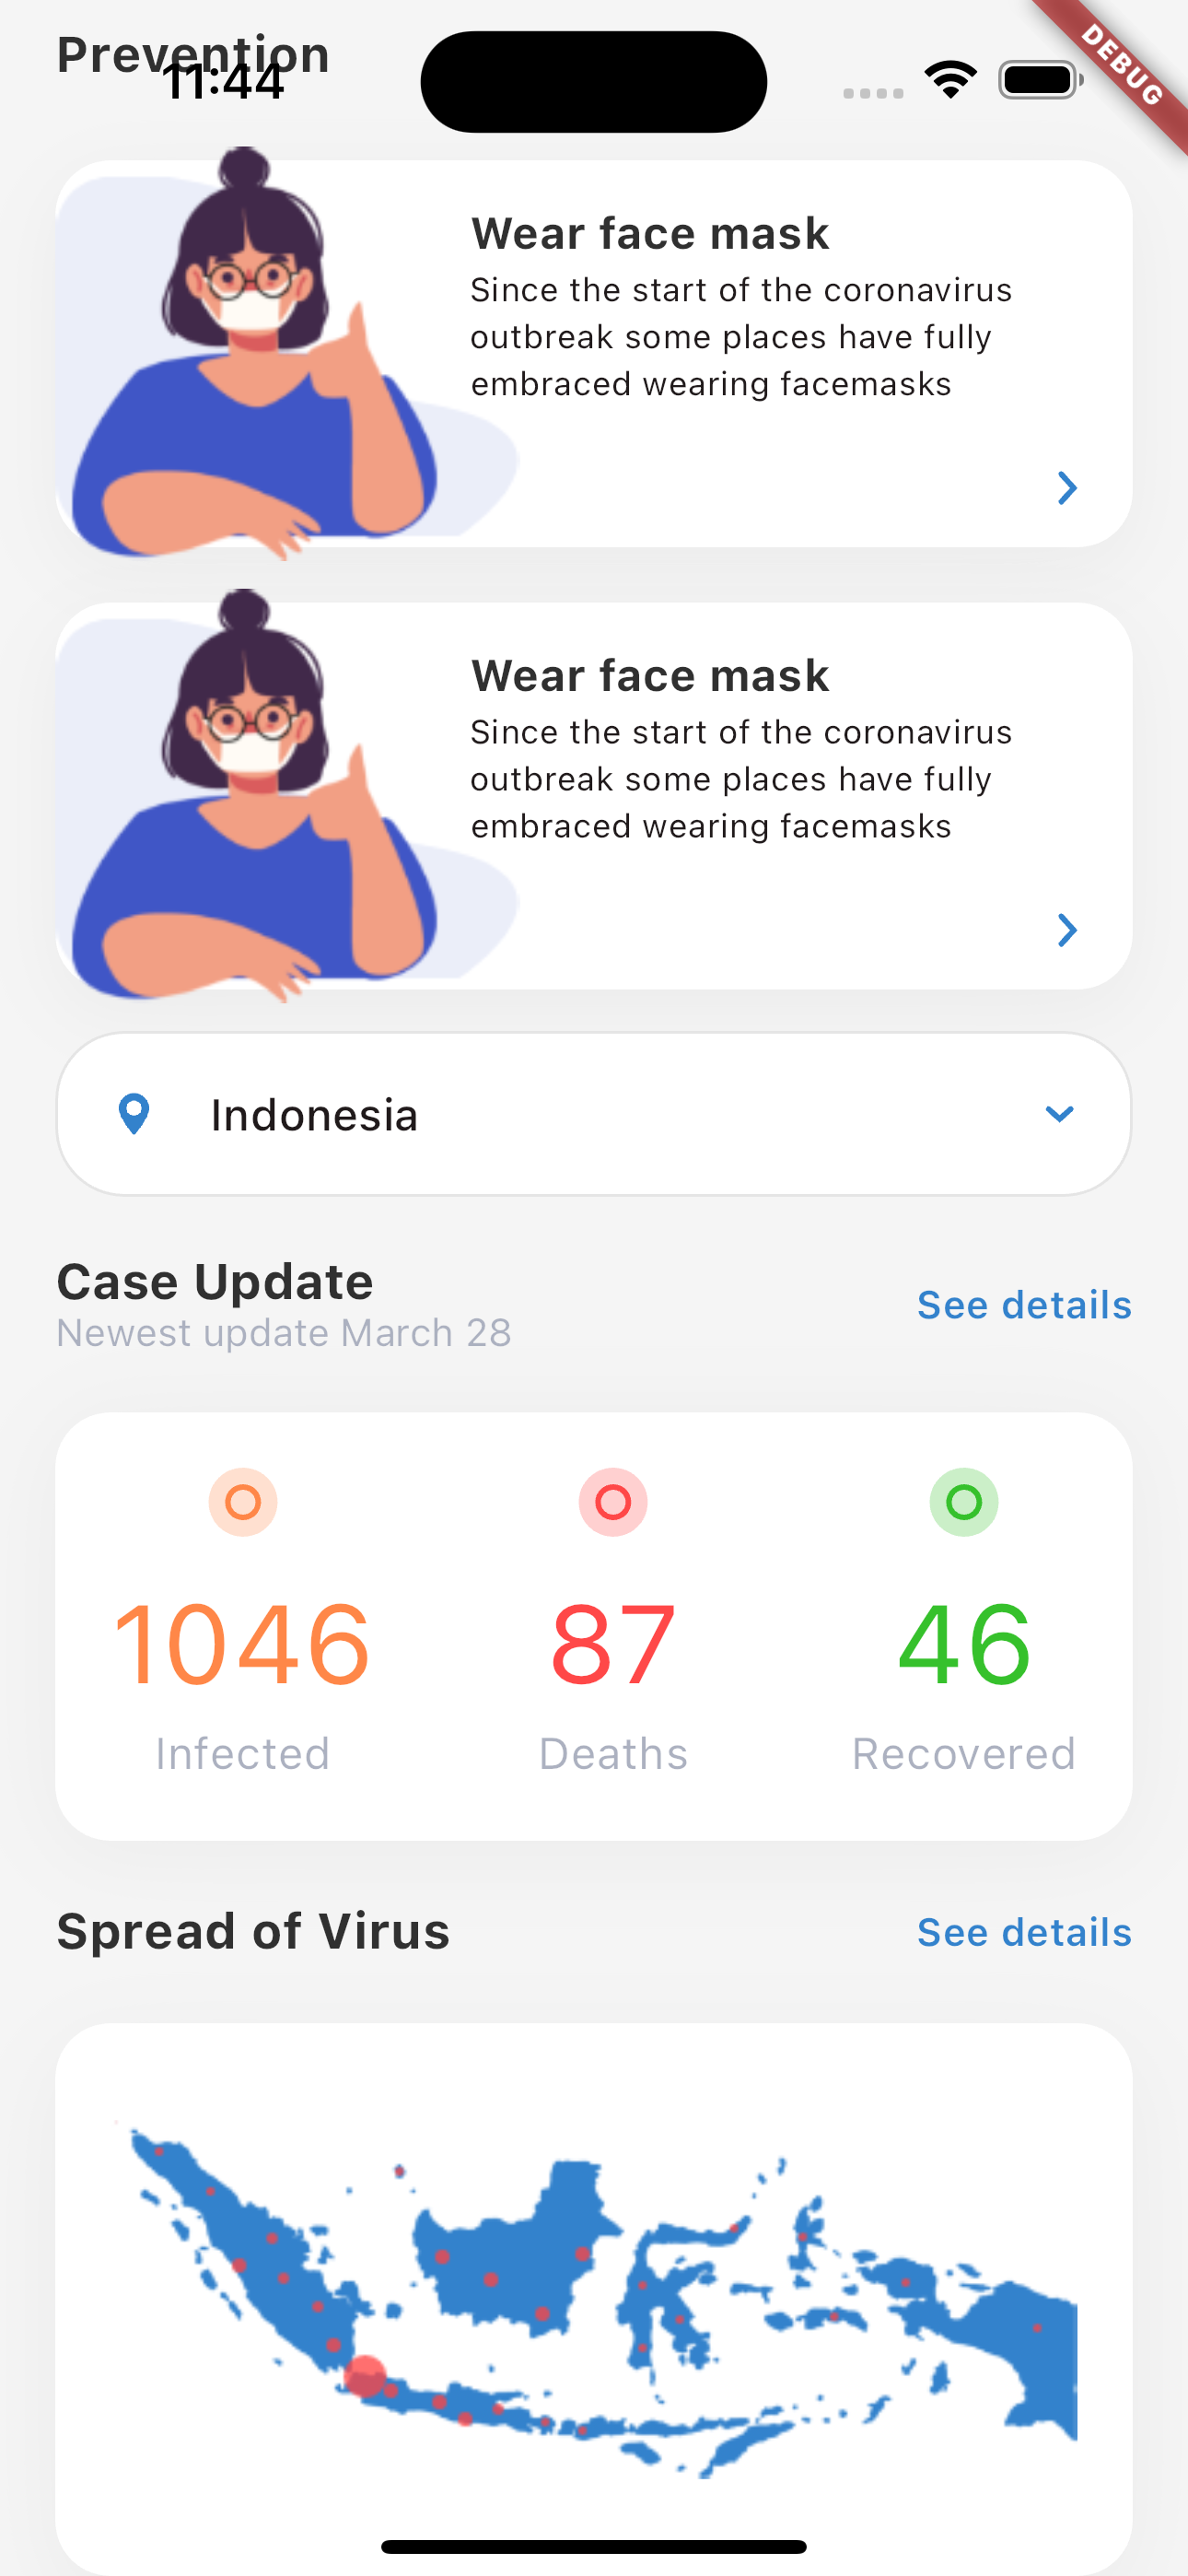 Prevention
11:44
DEBUG
Wear face mask
Since the start of the coronavirus
outbreak some places have fully
embraced wearing facemasks
Wear face mask
Since the start of the coronavirus
outbreak some places have fully
embraced wearing facemasks
Indonesia
Case Update
See details
Newest update March 28
1046
87
46
Infected
Deaths
Recovered
Spread of Virus
See details